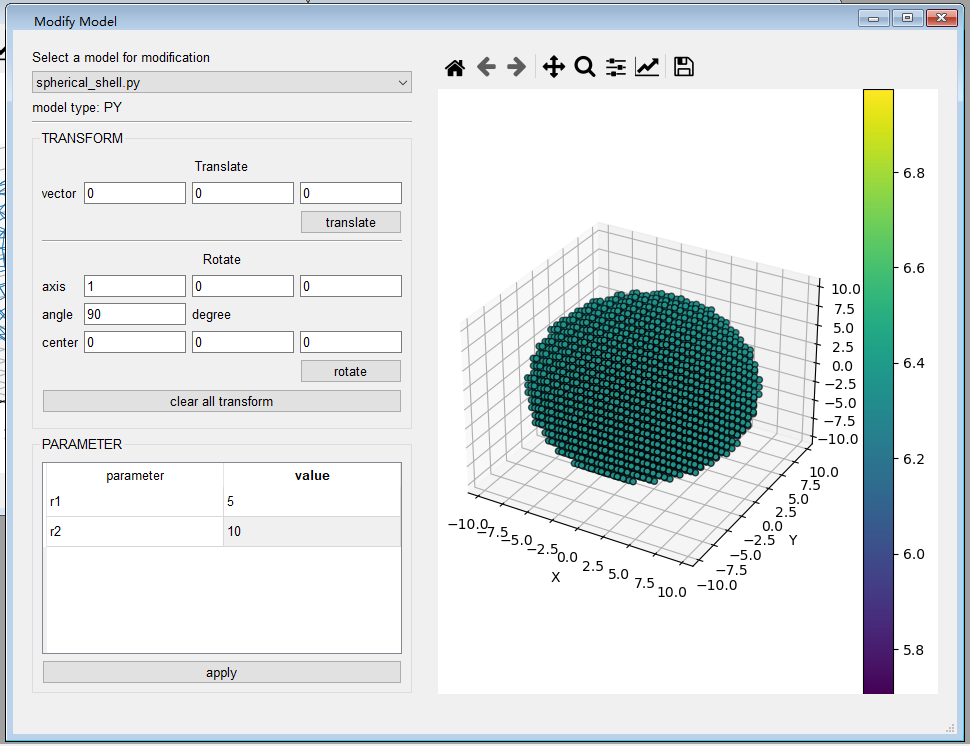 Modify Model
Select a model for modification
spherical_shell.py
model type: PY
TRANSFORM
Translate
vector 0 0 0
translate
Rotate
axis 1 0 0
angle 90 degree
center 0 0 0
rotate
clear all transform
PARAMETER
parameter value
r1 5
r2 10
apply
6.8
6.6
6.4
6.2
6.0
5.8
10.0
7.5
5.0
2.5
0.0
−2.5
−5.0
−7.5
−10.0
10.0
7.5
5.0
2.5
0.0
−2.5
−5.0
−7.5
−10.0
Y
−10.0
−7.5
−5.0
−2.5
0.0
2.5
5.0
7.5
10.0
X